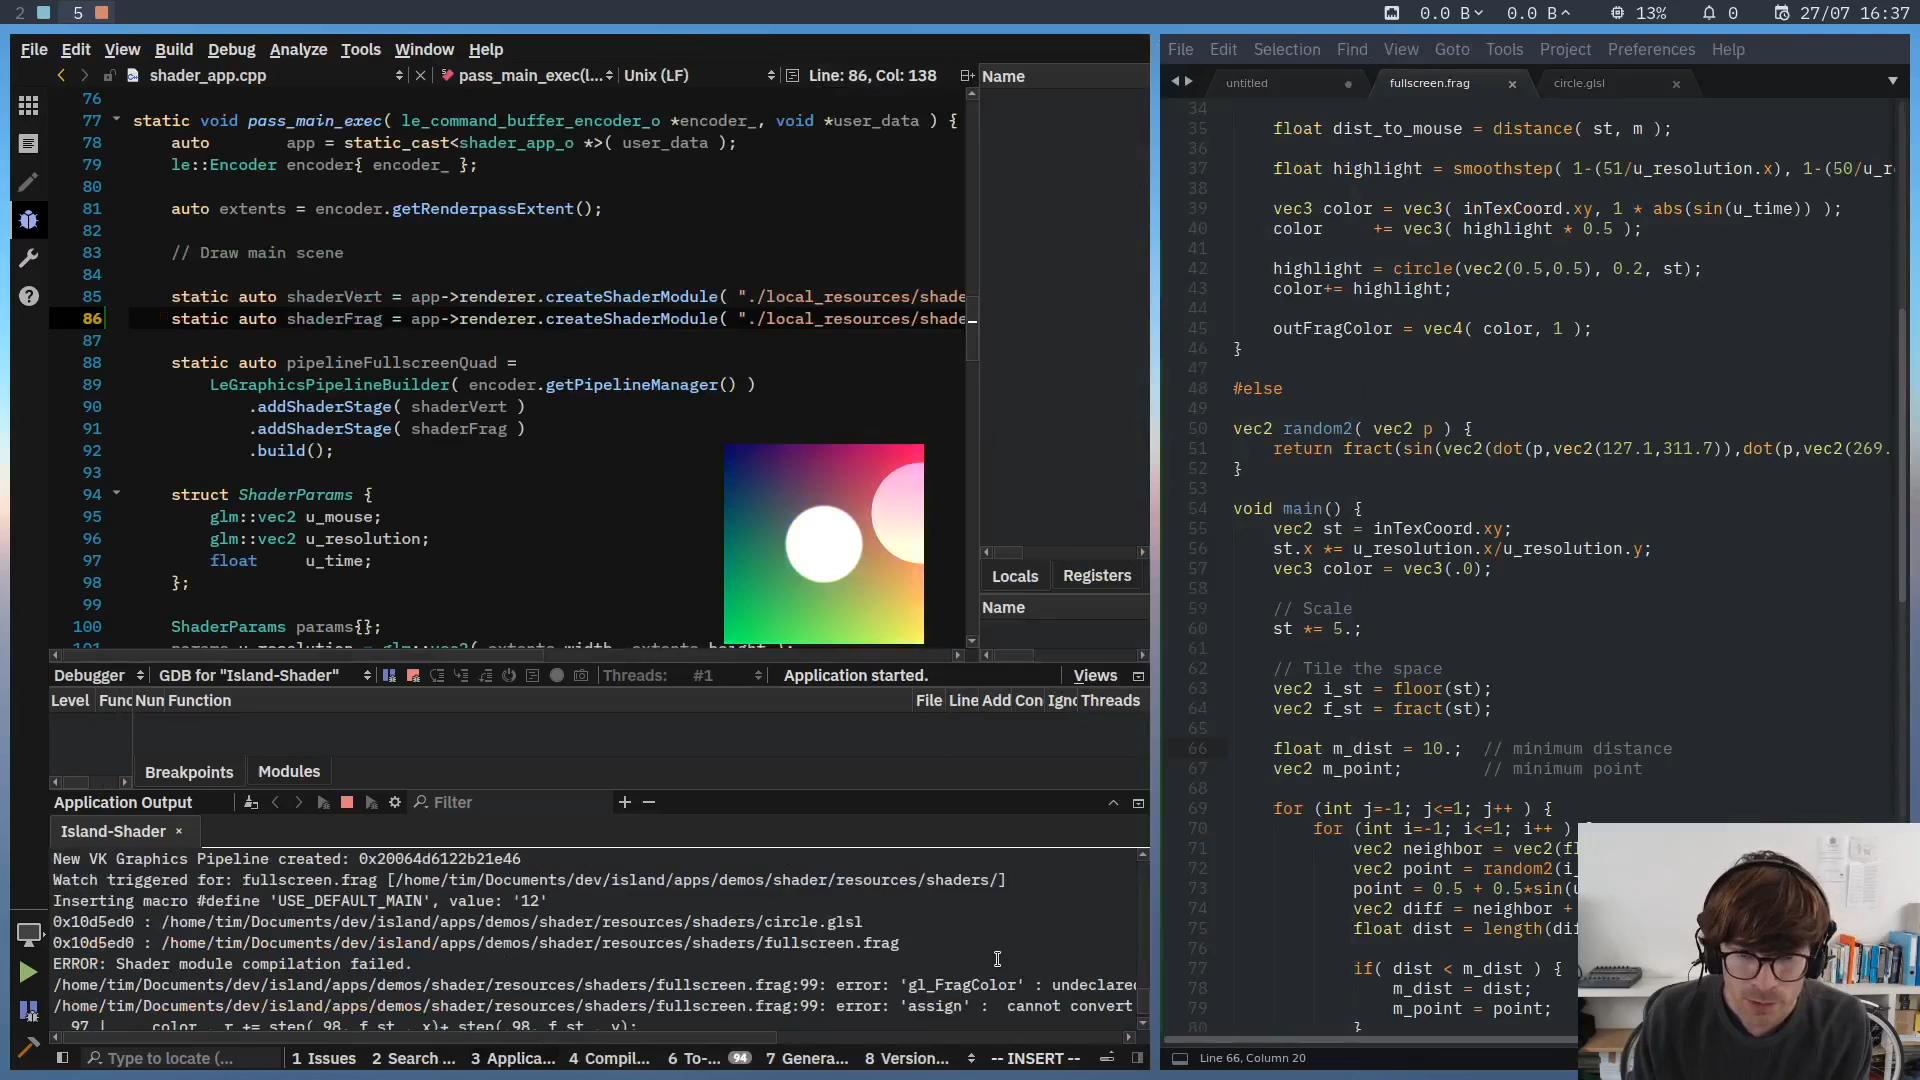 2
5
0.0 B
0.0 B
13%
0
27/07 16:37
File Edit View Build Debug Analyze Tools Window Help
shader_app.cpp
pass_main_exec(l...
Unix (LF)
Line: 86, Col: 138
76
77 static void pass_main_exec( le_command_buffer_encoder_o *encoder_, void *user_data ) {
78 auto app = static_cast<shader_app_o *>( user_data );
79 le::Encoder encoder{ encoder_ };
80
81 auto extents = encoder.getRenderpassExtent();
82
83 // Draw main scene
84
85 static auto shaderVert = app->renderer.createShaderModule( "./local_resources/shade
86 static auto shaderFrag = app->renderer.createShaderModule( "./local_resources/shade
87
88 static auto pipelineFullscreenQuad =
89 LeGraphicsPipelineBuilder( encoder.getPipelineManager() )
90 .addShaderStage( shaderVert )
91 .addShaderStage( shaderFrag )
92 .build();
93
94 struct ShaderParams {
95 glm::vec2 u_mouse;
96 glm::vec2 u_resolution;
97 float u_time;
98 };
99
100 ShaderParams params{};
Name
Locals Registers
Name
Debugger GDB for "Island-Shader" Threads: #1 Application started. Views
Level Func Num Function File Line Add Con Igno Threads
Breakpoints Modules
Application Output Filter
Island-Shader
New VK Graphics Pipeline created: 0x20064d6122b21e46
Watch triggered for: fullscreen.frag [/home/tim/Documents/dev/island/apps/demos/shader/resources/shaders/]
Inserting macro #define 'USE_DEFAULT_MAIN', value: '12'
0x10d5ed0 : /home/tim/Documents/dev/island/apps/demos/shader/resources/shaders/circle.glsl
0x10d5ed0 : /home/tim/Documents/dev/island/apps/demos/shader/resources/shaders/fullscreen.frag
ERROR: Shader module compilation failed.
/home/tim/Documents/dev/island/apps/demos/shader/resources/shaders/fullscreen.frag:99: error: 'gl_FragColor' : undeclared
/home/tim/Documents/dev/island/apps/demos/shader/resources/shaders/fullscreen.frag:99: error: 'assign' : cannot convert
97 | color . r += step(.98, f_st . x)+ step(.98, f_st . y);
Type to locate (... 1 Issues 2 Search ... 3 Applica... 4 Compil... 6 To-... 94 7 Genera... 8 Version... -- INSERT --
File Edit Selection Find View Goto Tools Project Preferences Help
untitled
fullscreen.frag
circle.glsl
34
35 float dist_to_mouse = distance( st, m );
36
37 float highlight = smoothstep( 1-(51/u_resolution.x), 1-(50/u_r
38
39 vec3 color = vec3( inTexCoord.xy, 1 * abs(sin(u_time)) );
40 color += vec3( highlight * 0.5 );
41
42 highlight = circle(vec2(0.5,0.5), 0.2, st);
43 color+= highlight;
44
45 outFragColor = vec4( color, 1 );
46 }
47
48 #else
49
50 vec2 random2( vec2 p ) {
51 return fract(sin(vec2(dot(p,vec2(127.1,311.7)),dot(p,vec2(269.
52 }
53
54 void main() {
55 vec2 st = inTexCoord.xy;
56 st.x *= u_resolution.x/u_resolution.y;
57 vec3 color = vec3(.0);
58
59 // Scale
60 st *= 5.;
61
62 // Tile the space
63 vec2 i_st = floor(st);
64 vec2 f_st = fract(st);
65
66 float m_dist = 10.; // minimum distance
67 vec2 m_point; // minimum point
68
69 for (int j=-1; j<=1; j++ ) {
70 for (int i=-1; i<=1; i++ ) {
71 vec2 neighbor = vec2(fl
72 vec2 point = random2(i_
73 point = 0.5 + 0.5*sin(u
74 vec2 diff = neighbor +
75 float dist = length(dif
76
77 if( dist < m_dist ) {
78 m_dist = dist;
79 m_point = point;
80 }
Line 66, Column 20